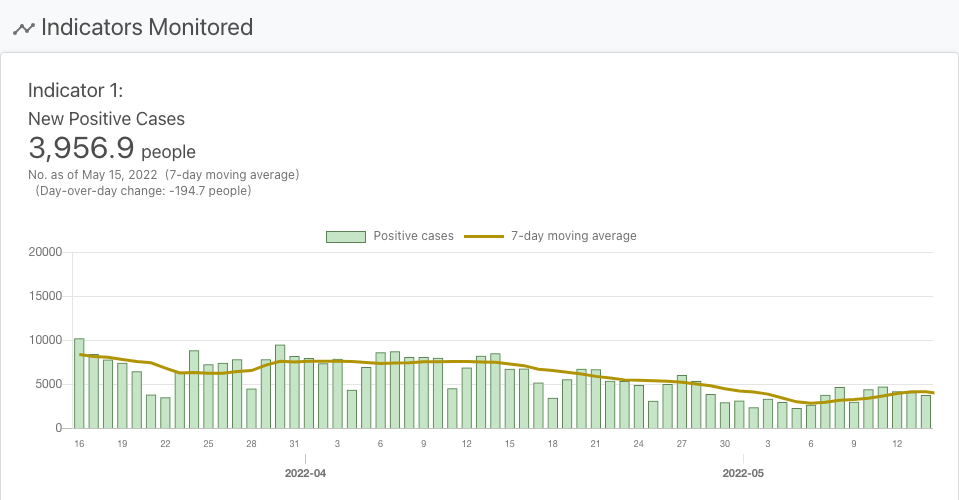 Indicators Monitored
Indicator 1:
New Positive Cases
3,956.9 people
No. as of May 15, 2022 (7-day moving average)
(Day-over-day change: -194.7 people)
Positive cases 7-day moving average
20000
15000
10000
5000
0
16 19 22 25 28 31 3 6 9 12 15 18 21 24 27 30 3 6 9 12
2022-04 2022-05